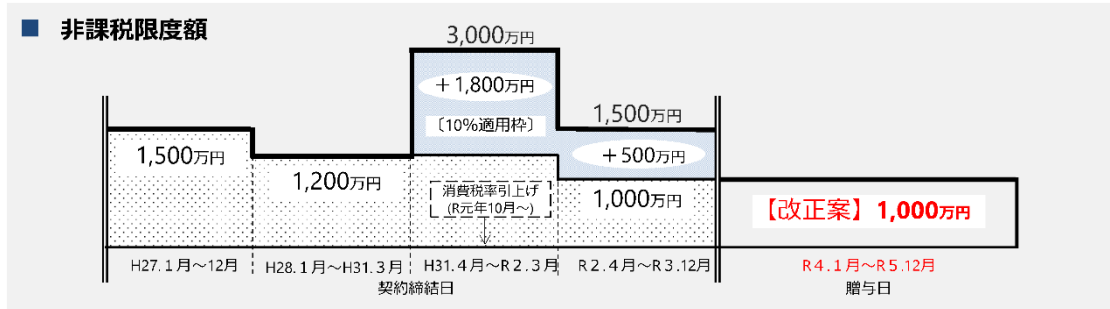 ■ 非課税限度額
3,000万円
+1,800万円
〔10%適用枠〕
1,500万円
1,500万円
+500万円
1,200万円
消費税率引上げ
(R元年10月~)
1,000万円
【改正案】1,000万円
H27.1月~12月
H28.1月~H31.3月
H31.4月~R2.3月
R2.4月~R3.12月
R4.1月~R5.12月
契約締結日
贈与日